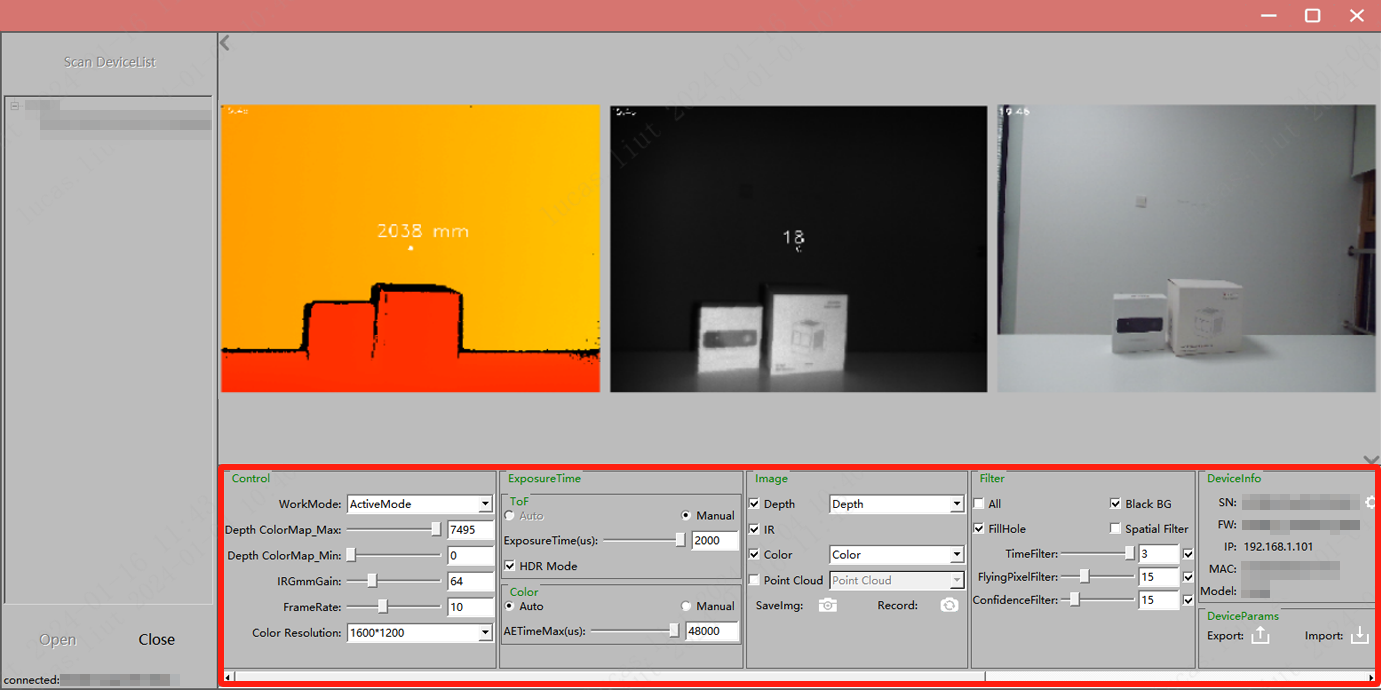 Scan DeviceList
2038 mm
18
Control
WorkMode: ActiveMode
Depth ColorMap_Max: 7495
Depth ColorMap_Min: 0
IRGmmGain: 64
FrameRate: 10
Color Resolution: 1600*1200
ExposureTime
ToF
Auto Manual
ExposureTime(us): 2000
HDR Mode
Color
Auto Manual
AETimeMax(us): 48000
Image
Depth Depth
IR
Color Color
Point Cloud Point Cloud
SaveImg: Record:
Filter
All Black BG
FillHole Spatial Filter
TimeFilter: 3
FlyingPixelFilter: 15
ConfidenceFilter: 15
DeviceInfo
SN:
FW:
IP: 192.168.1.101
MAC:
Model:
DeviceParams
Export: Import:
Open Close
connected: